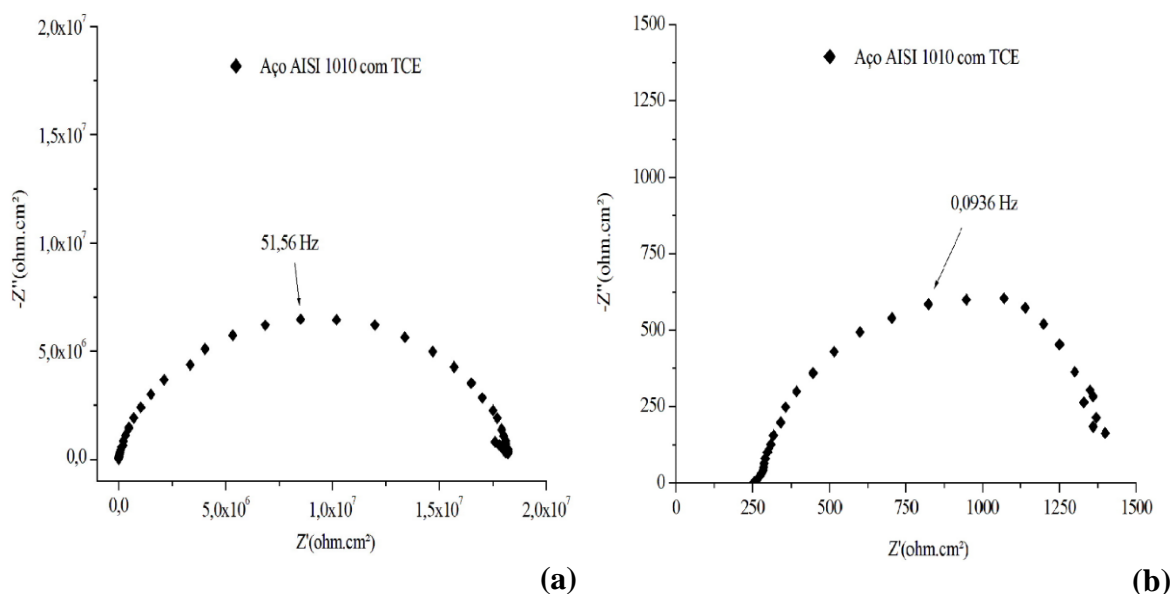 2,0x10⁷
Aço AISI 1010 com TCE
1,5x10⁷
1,0x10⁷
51,56 Hz
5,0x10⁶
0,0
-Z''(ohm.cm²)
0,0
5,0x10⁶
1,0x10⁷
1,5x10⁷
2,0x10⁷
Z'(ohm.cm²)
(a)
1500
Aço AISI 1010 com TCE
1250
1000
0,0936 Hz
750
500
250
0
-Z''(ohm.cm²)
0
250
500
750
1000
1250
1500
Z'(ohm.cm²)
(b)